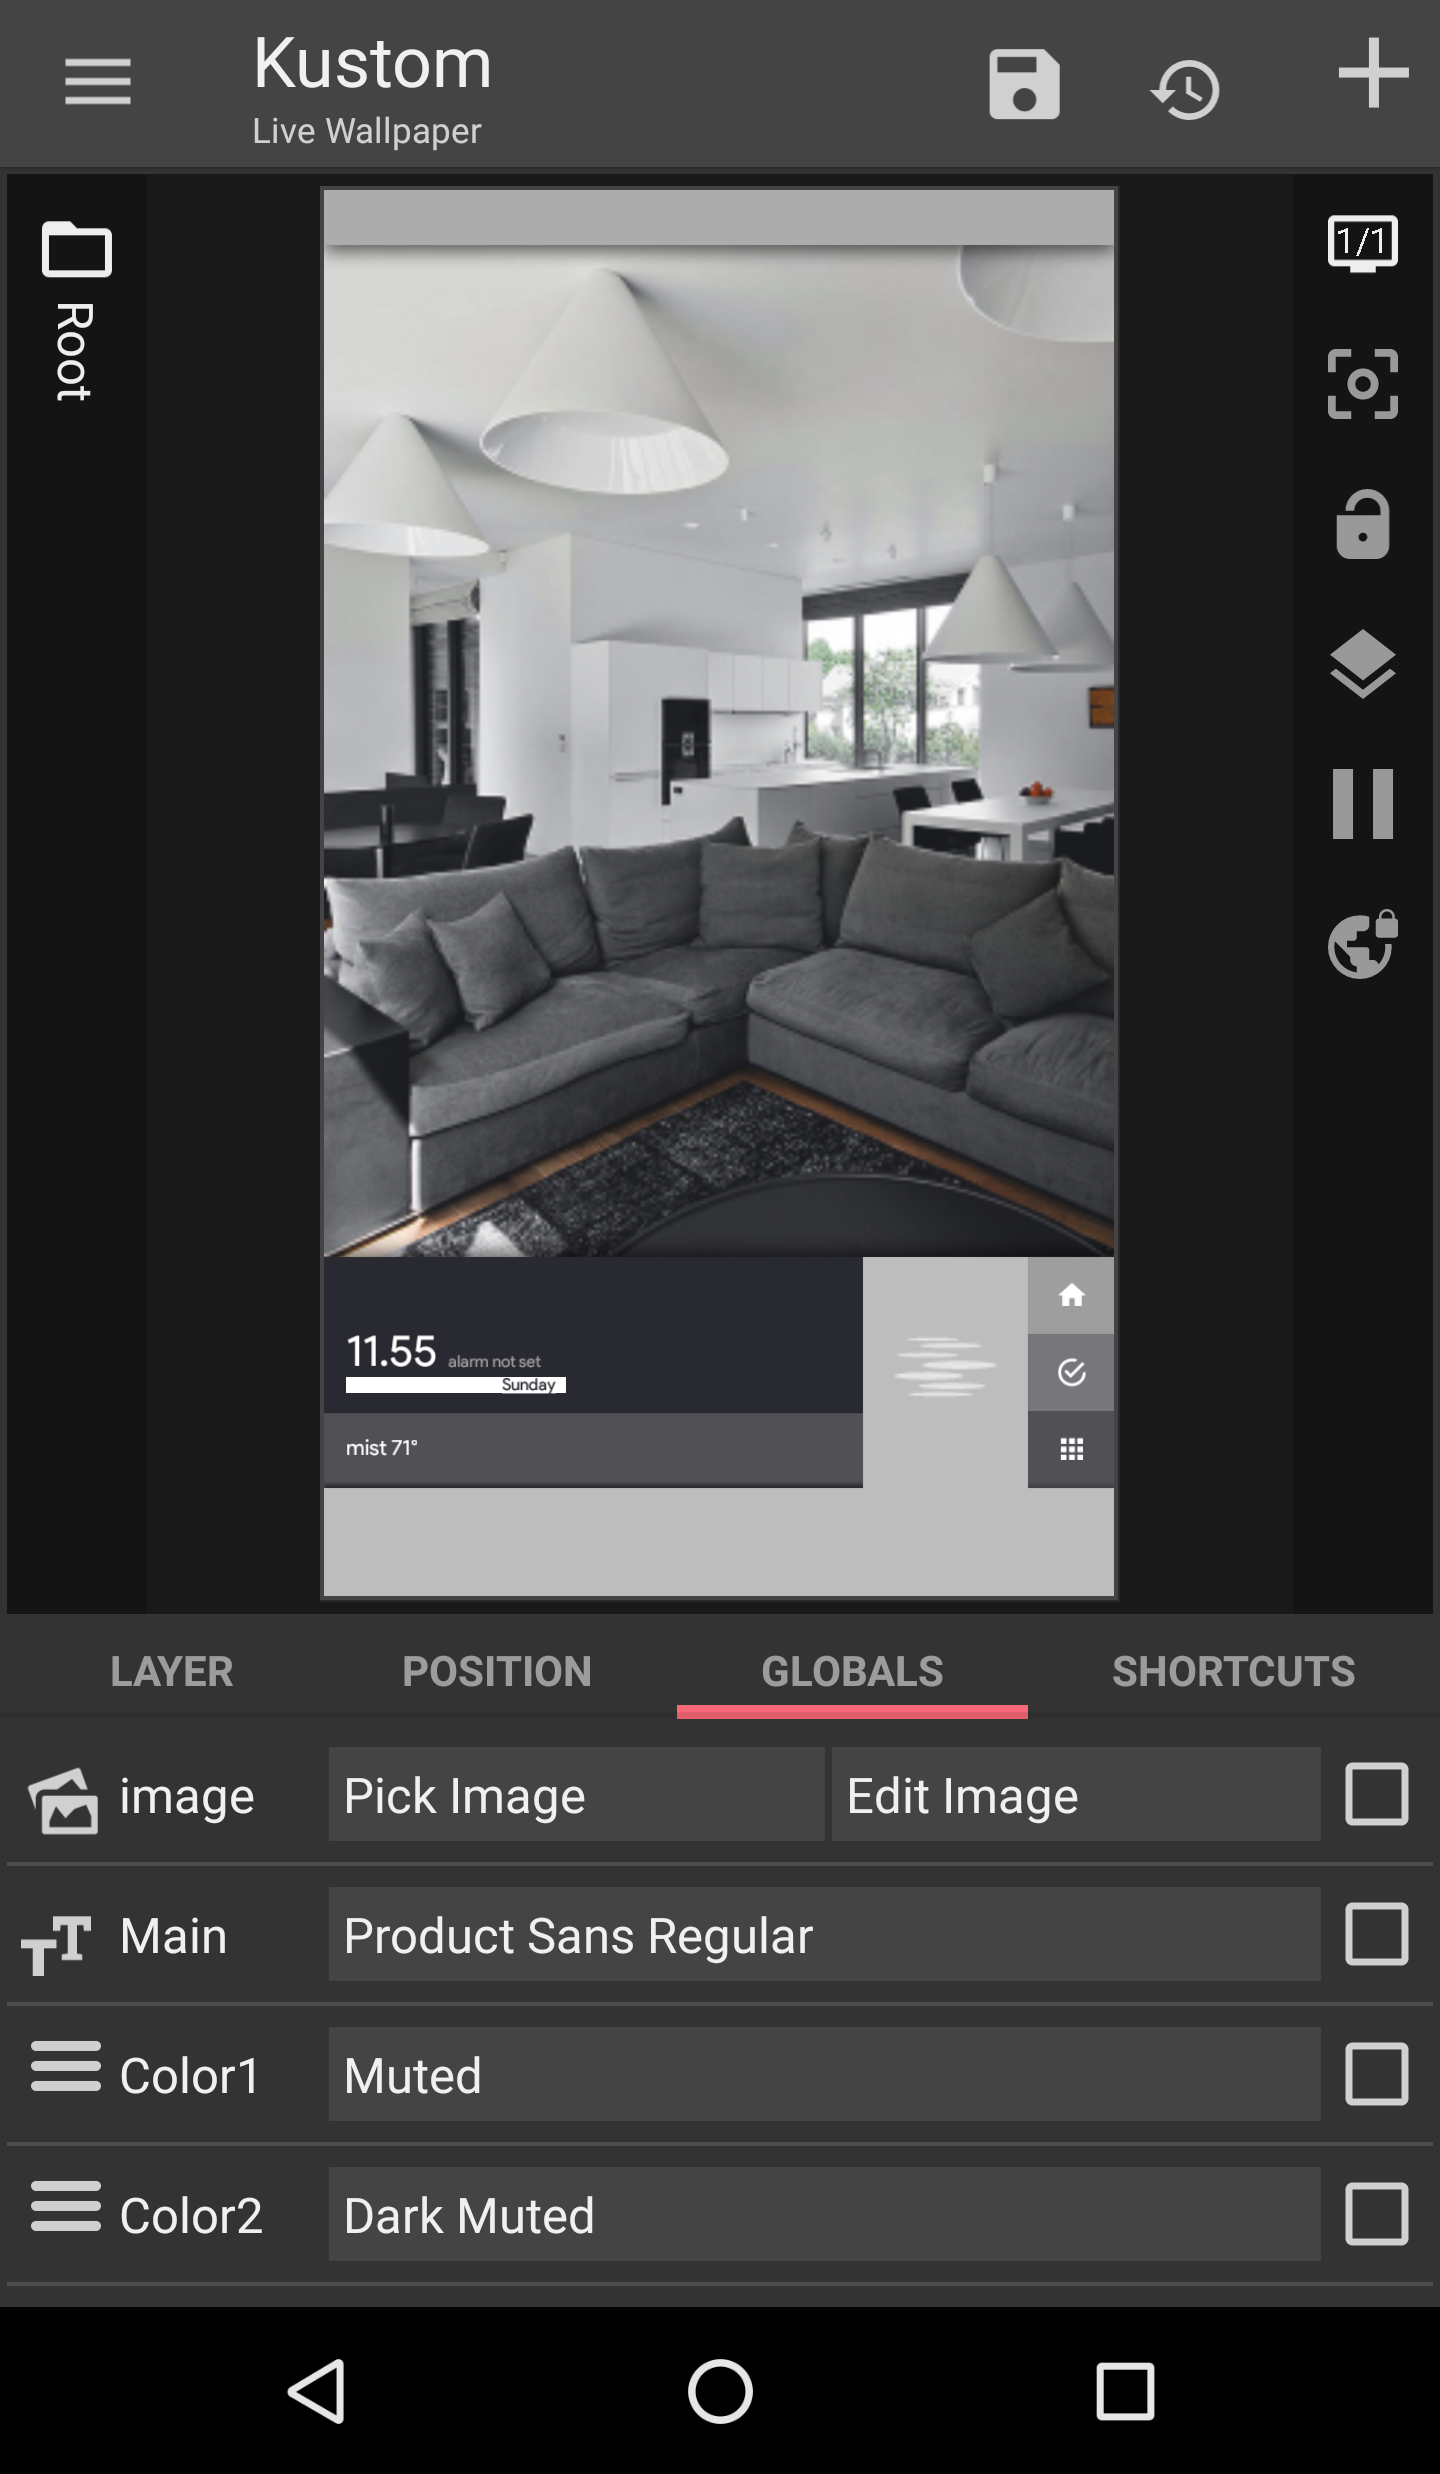 Kustom
Live Wallpaper
Root
1/1
11.55 alarm not set
Sunday
mist 71°
LAYER POSITION GLOBALS SHORTCUTS
image Pick Image Edit Image
Main Product Sans Regular
Color1 Muted
Color2 Dark Muted